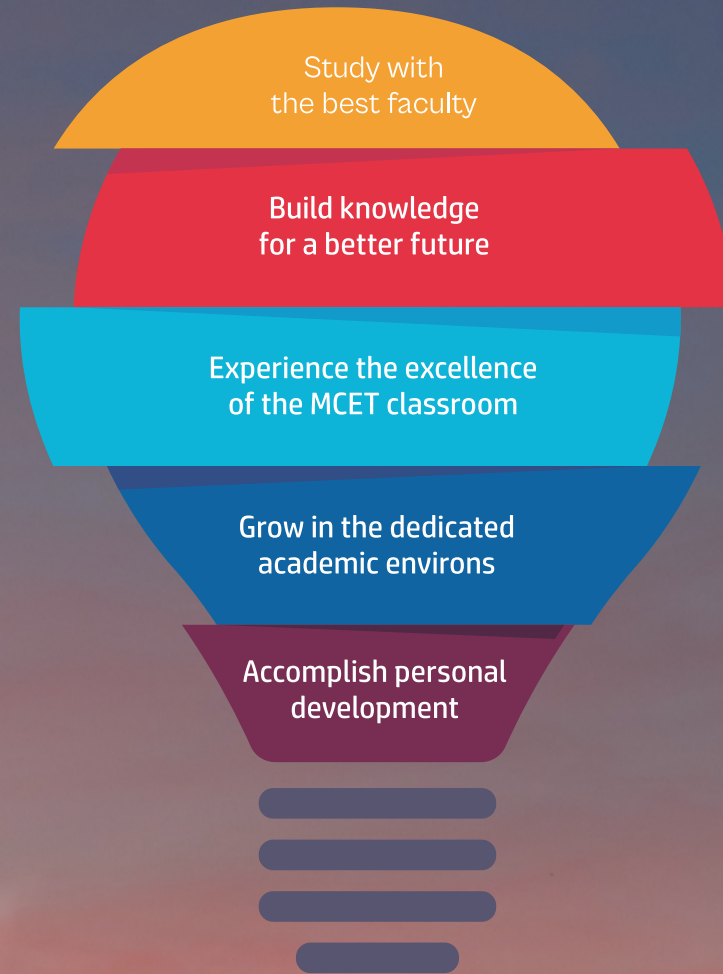 Study with
the best faculty
Build knowledge
for a better future
Experience the excellence
of the MCET classroom
Grow in the dedicated
academic environs
Accomplish personal
development